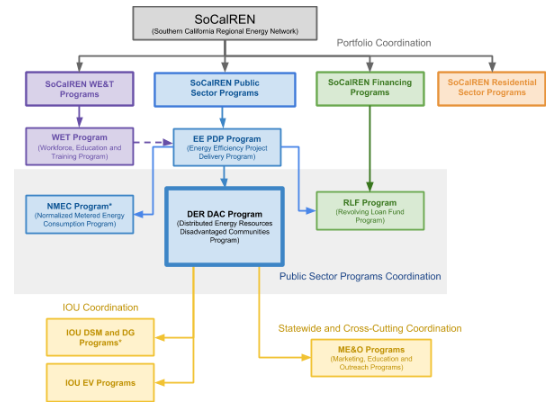 SoCalREN
(Southern California Regional Energy Network)
Portfolio Coordination
SoCalREN WE&T
Programs
SoCalREN Public
Sector Programs
SoCalREN Financing
Programs
SoCalREN Residential
Sector Programs
WET Program
(Workforce, Education and
Training Program)
EE PDP Program
(Energy Efficiency Project
Delivery Program)
NMEC Program*
(Normalized Metered Energy
Consumption Program)
DER DAC Program
(Distributed Energy Resources
Disadvantaged Communities
Program)
RLF Program
(Revolving Loan Fund
Program)
Public Sector Programs Coordination
IOU Coordination
IOU DSM and DG
Programs*
IOU EV Programs
Statewide and Cross-Cutting Coordination
ME&O Programs
(Marketing, Education and
Outreach Programs)